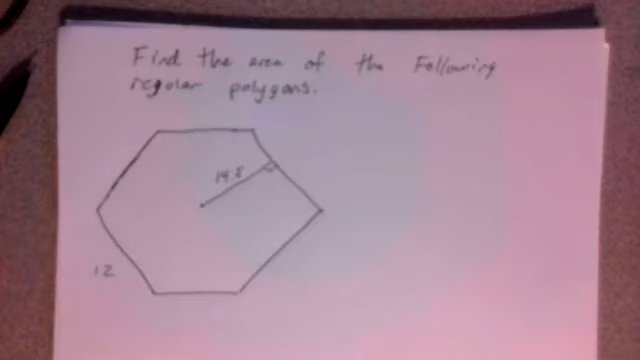 Find the area of the Following
regular polygons.
14.5
12